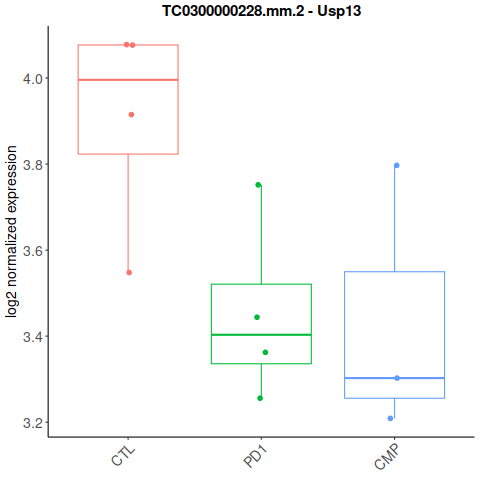 TC0300000228.mm.2 - Usp13
log2 normalized expression
4.0
3.8
3.6
3.4
3.2
CTL
PD1
CMP